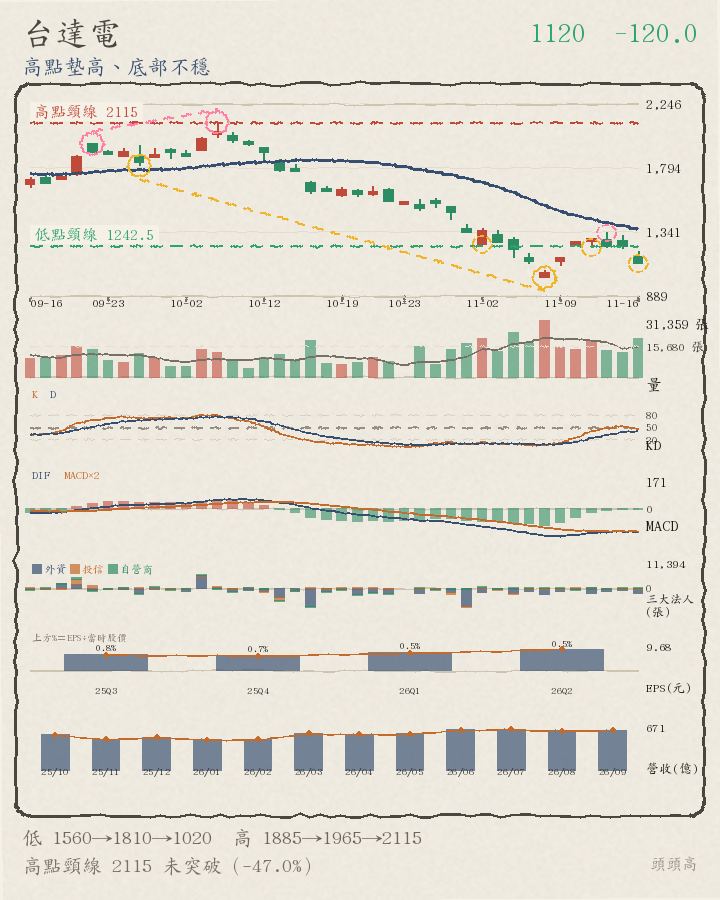 台達電
1120 -120.0
高點墊高、底部不穩
高點頸線 2115
2,246
1,794
低點頸線 1242.5
1,341
889
09-16 09-23 10-02 10-12 10-19 10-23 11-02 11-09 11-16
31,359 張
15,680 張
量
K D
80
50
20
KD
DIF MACD×2
171
0
MACD
外資 投信 自營商
11,394
0
三大法人
(張)
上方%=EPS÷當時股價
0.8% 0.7% 0.5% 0.5%
9.68
25Q3 25Q4 26Q1 26Q2
EPS(元)
671
25/10 25/11 25/12 26/01 26/02 26/03 26/04 26/05 26/06 26/07 26/08 26/09
營收(億)
低 1560→1810→1020 高 1885→1965→2115
高點頸線 2115 未突破 (-47.0%)
頭頭高